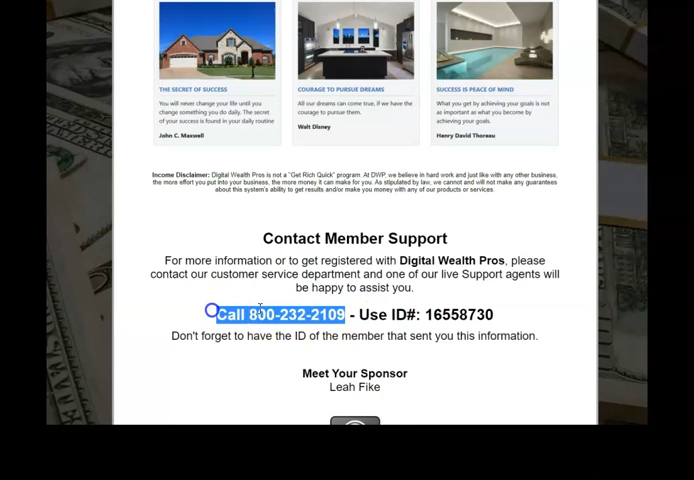 THE SECRET OF SUCCESS
You will never change your life until you
change something you do daily. The secret
of your success is found in your daily routine
John C. Maxwell
COURAGE TO PURSUE DREAMS
All our dreams can come true, if we have the
courage to pursue them.
Walt Disney
SUCCESS IS PEACE OF MIND
What you get by achieving your goals is not
as important as what you become by
achieving your goals.
Henry David Thoreau
Income Disclaimer: Digital Wealth Pros is not a "Get Rich Quick" program. At DWP, we believe in hard work and just like with any other business,
the more effort you put into your business, the more money it can make for you. As stipulated by law, we cannot and will not make any guarantees
about this system's ability to get results and/or make you money with any of our products or services.
Contact Member Support
For more information or to get registered with Digital Wealth Pros, please
contact our customer service department and one of our live Support agents will
be happy to assist you.
Call 800-232-2109 - Use ID#: 16558730
Don't forget to have the ID of the member that sent you this information.
Meet Your Sponsor
Leah Fike